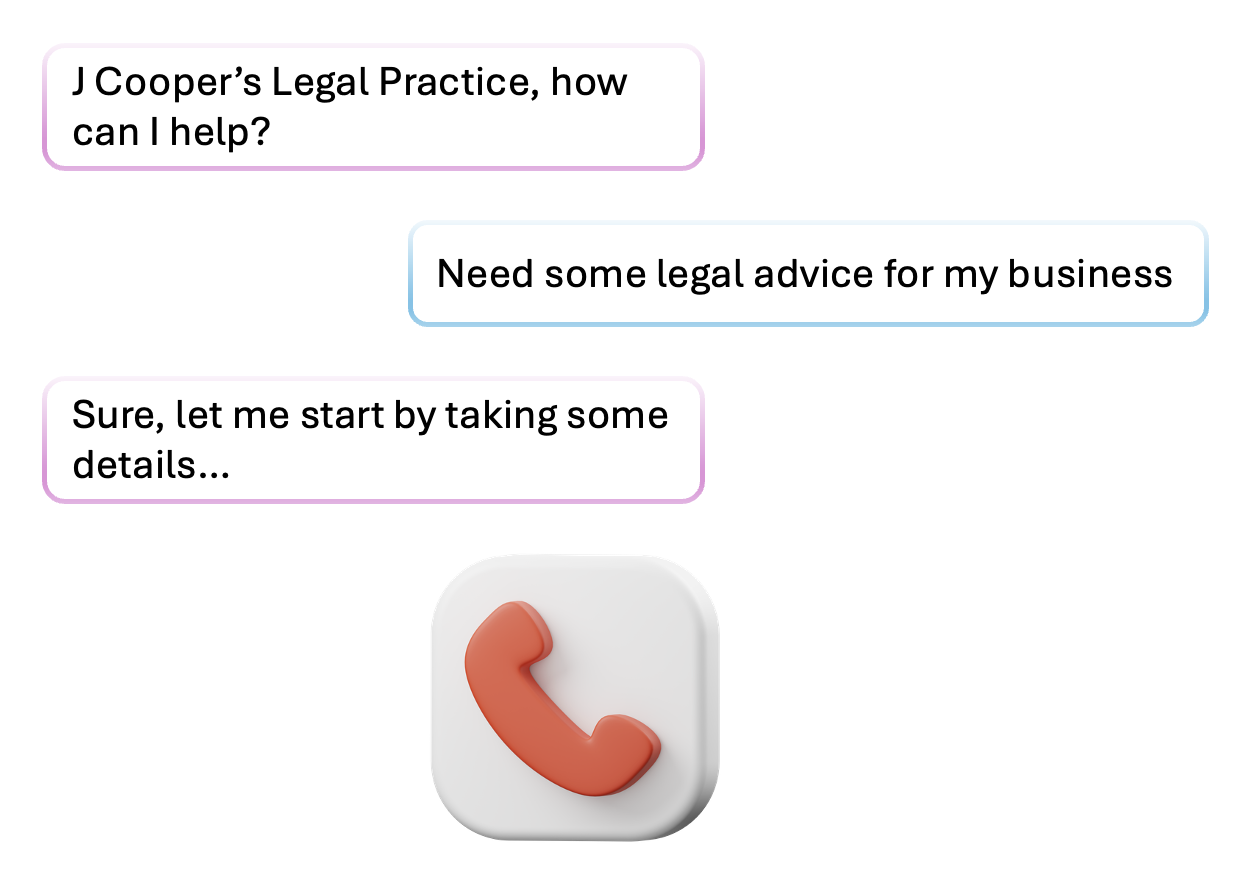 J Cooper’s Legal Practice, how
can I help?
Need some legal advice for my business
Sure, let me start by taking some
details...